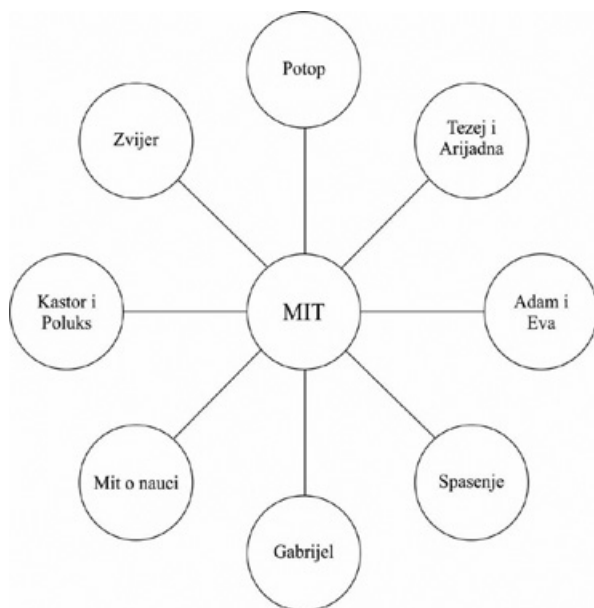 Potop
Zvijer
Tezej i
Arijadna
Kastor i
Poluks
MIT
Adam i
Eva
Mit o nauci
Spasenje
Gabrijel